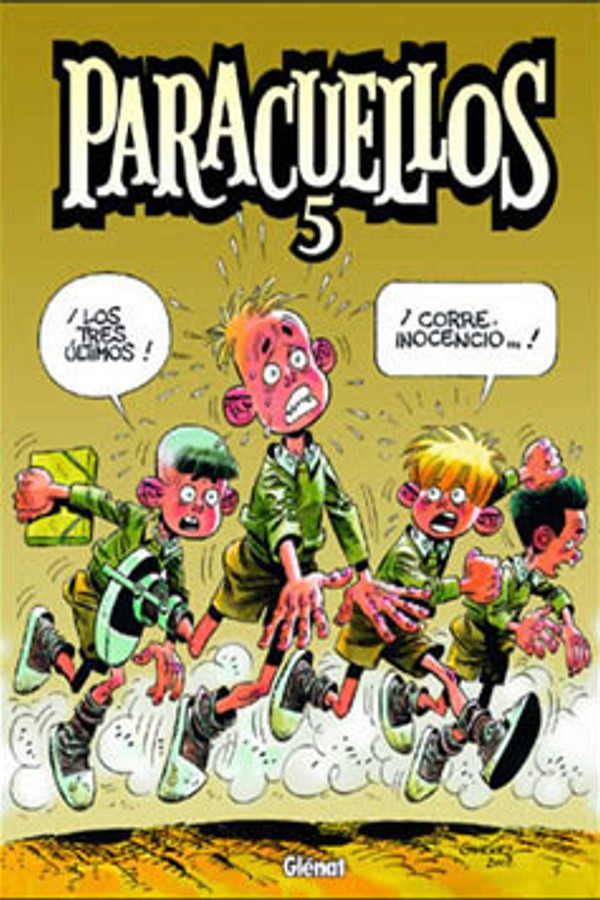 PARACUELLOS
5
¡ LOS
TRES
ÚLTIMOS !
¡ CORRE,
INOCENCIO... !
Glénat